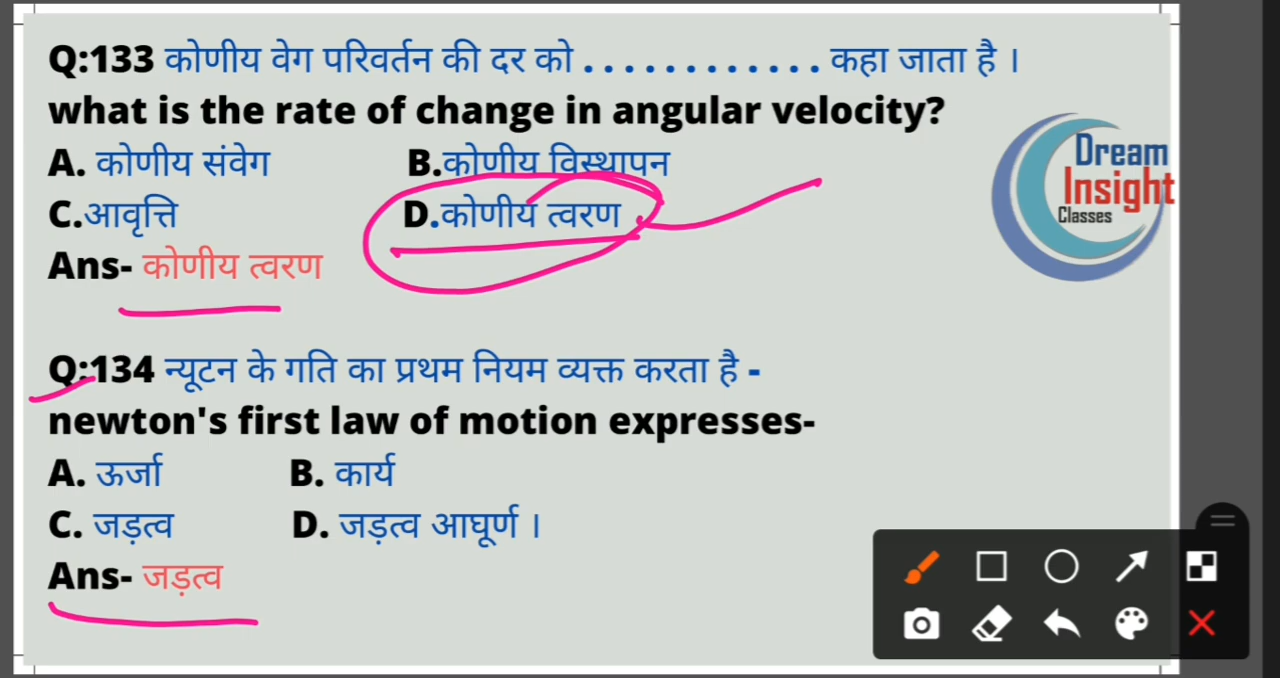 Q:133 कोणीय वेग परिवर्तन की दर को . . . . . . . . . . . . कहा जाता है ।
what is the rate of change in angular velocity?
A. कोणीय संवेग B.कोणीय विस्थापन
C.आवृत्ति D.कोणीय त्वरण
Ans- कोणीय त्वरण
Dream
Insight
Classes
Q:134 न्यूटन के गति का प्रथम नियम व्यक्त करता है -
newton's first law of motion expresses-
A. ऊर्जा B. कार्य
C. जड़त्व D. जड़त्व आघूर्ण ।
Ans- जड़त्व